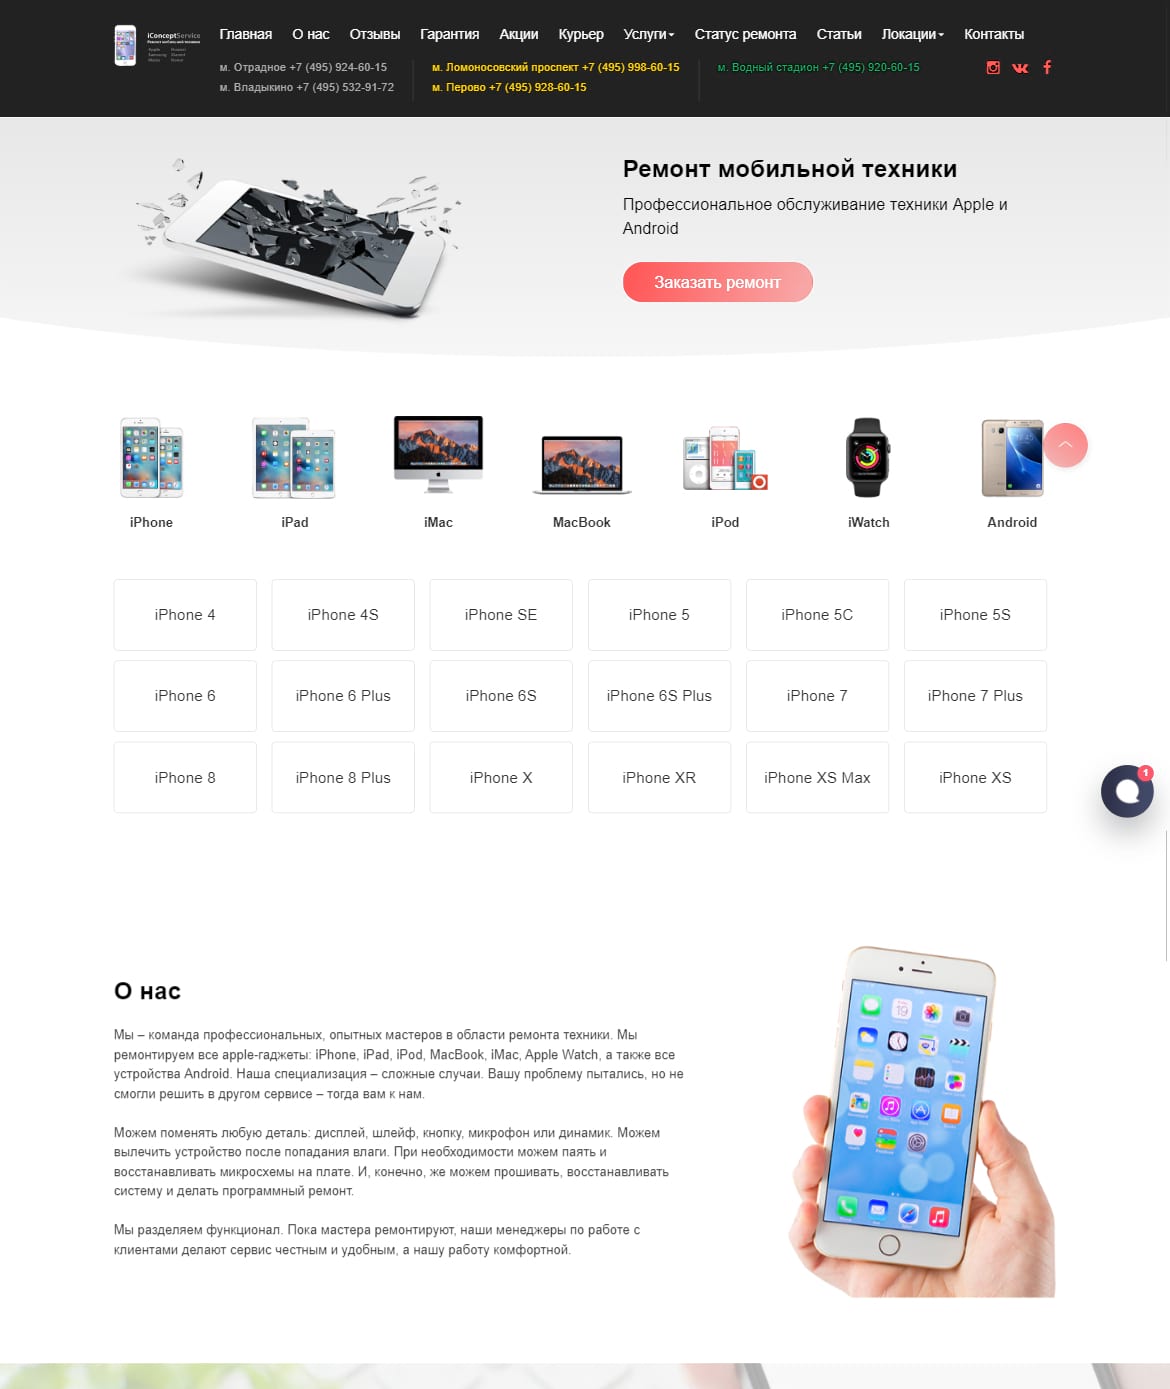 iConceptService
Ремонт мобильной техники
Главная О нас Отзывы Гарантия Акции Курьер Услуги Статус ремонта Статьи Локации Контакты
м. Отрадное +7 (495) 924-60-15
м. Владыкино +7 (495) 532-91-72
м. Ломоносовский проспект +7 (495) 998-60-15
м. Перово +7 (495) 928-60-15
м. Водный стадион +7 (495) 920-60-15
Ремонт мобильной техники
Профессиональное обслуживание техники Apple и
Android
Заказать ремонт
iPhone iPad iMac MacBook iPod iWatch Android
iPhone 4 iPhone 4S iPhone SE iPhone 5 iPhone 5C iPhone 5S
iPhone 6 iPhone 6 Plus iPhone 6S iPhone 6S Plus iPhone 7 iPhone 7 Plus
iPhone 8 iPhone 8 Plus iPhone X iPhone XR iPhone XS Max iPhone XS
1
О нас
Мы – команда профессиональных, опытных мастеров в области ремонта техники. Мы
ремонтируем все apple-гаджеты: iPhone, iPad, iPod, MacBook, iMac, Apple Watch, а также все
устройства Android. Наша специализация – сложные случаи. Вашу проблему пытались, но не
смогли решить в другом сервисе – тогда вам к нам.
Можем поменять любую деталь: дисплей, шлейф, кнопку, микрофон или динамик. Можем
вылечить устройство после попадания влаги. При необходимости можем паять и
восстанавливать микросхемы на плате. И, конечно, же можем прошивать, восстанавливать
систему и делать программный ремонт.
Мы разделяем функционал. Пока мастера ремонтируют, наши менеджеры по работе с
клиентами делают сервис честным и удобным, а нашу работу комфортной.